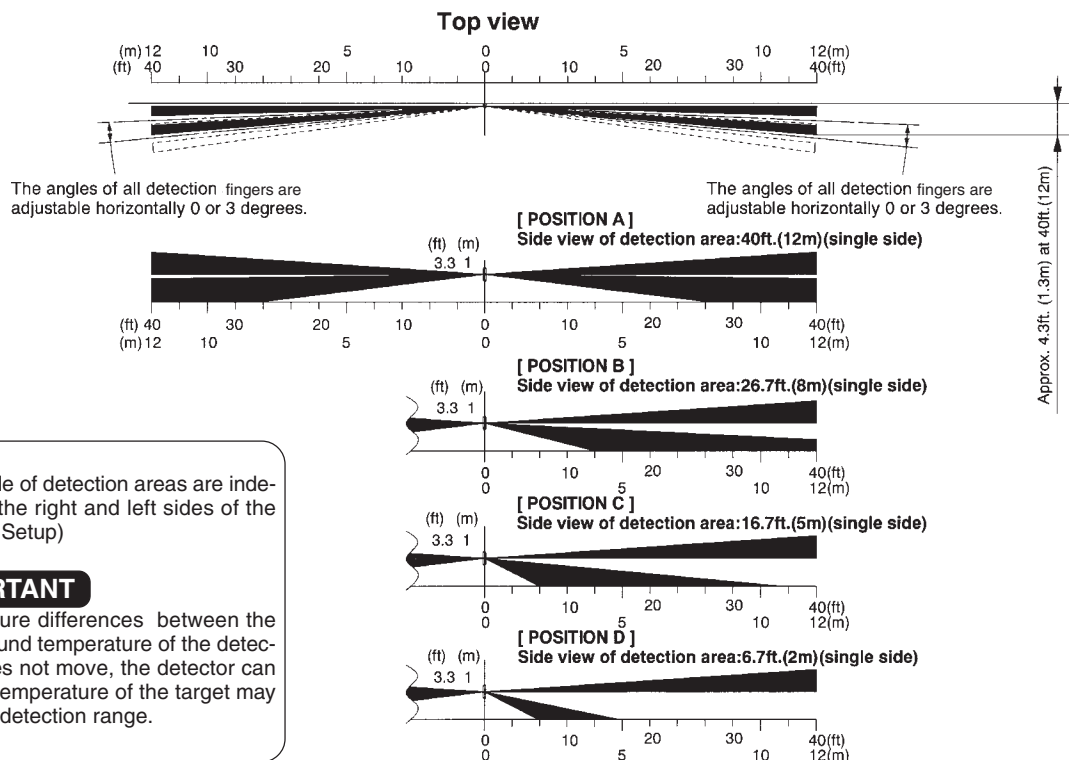 Top view
(m) 12 10 5 0 5 10 12(m)
(ft) 40 30 20 10 0 10 20 30 40(ft)
The angles of all detection fingers are
adjustable horizontally 0 or 3 degrees.
The angles of all detection fingers are
adjustable horizontally 0 or 3 degrees.
Approx. 4.3ft. (1.3m) at 40ft.(12m)
[ POSITION A ]
Side view of detection area:40ft.(12m)(single side)
(ft) (m)
3.3 1
(ft) 40 30 20 10 0 10 20 30 40(ft)
(m) 12 10 5 0 5 10 12(m)
[ POSITION B ]
Side view of detection area:26.7ft.(8m)(single side)
(ft) (m)
3.3 1
0 10 20 30 40(ft)
0 5 10 12(m)
[ POSITION C ]
Side view of detection area:16.7ft.(5m)(single side)
(ft) (m)
3.3 1
0 10 20 30 40(ft)
0 5 10 12(m)
[ POSITION D ]
Side view of detection area:6.7ft.(2m)(single side)
(ft) (m)
3.3 1
0 10 20 30 40(ft)
0 5 10 12(m)
le of detection areas are inde-
the right and left sides of the
Setup)
RTANT
ure differences between the
und temperature of the detec-
es not move, the detector can
emperature of the target may
detection range.